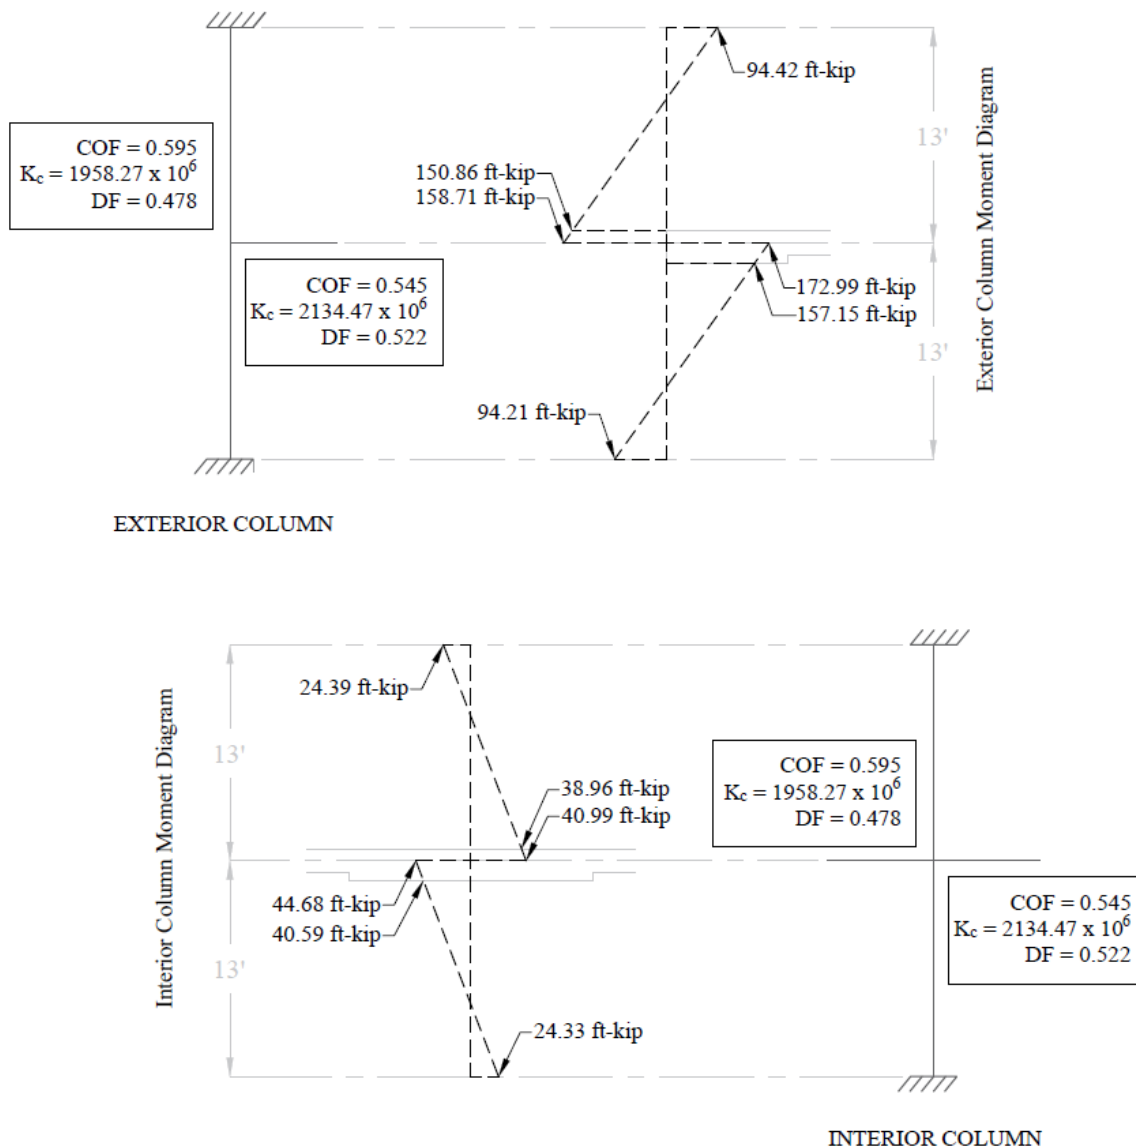 94.42 ft-kip
COF = 0.595
Kc = 1958.27 x 10^6
DF = 0.478
13'
Exterior Column Moment Diagram
150.86 ft-kip
158.71 ft-kip
COF = 0.545
Kc = 2134.47 x 10^6
DF = 0.522
172.99 ft-kip
157.15 ft-kip
13'
94.21 ft-kip
EXTERIOR COLUMN
24.39 ft-kip
Interior Column Moment Diagram
13'
COF = 0.595
Kc = 1958.27 x 10^6
DF = 0.478
38.96 ft-kip
40.99 ft-kip
44.68 ft-kip
40.59 ft-kip
COF = 0.545
Kc = 2134.47 x 10^6
DF = 0.522
13'
24.33 ft-kip
INTERIOR COLUMN